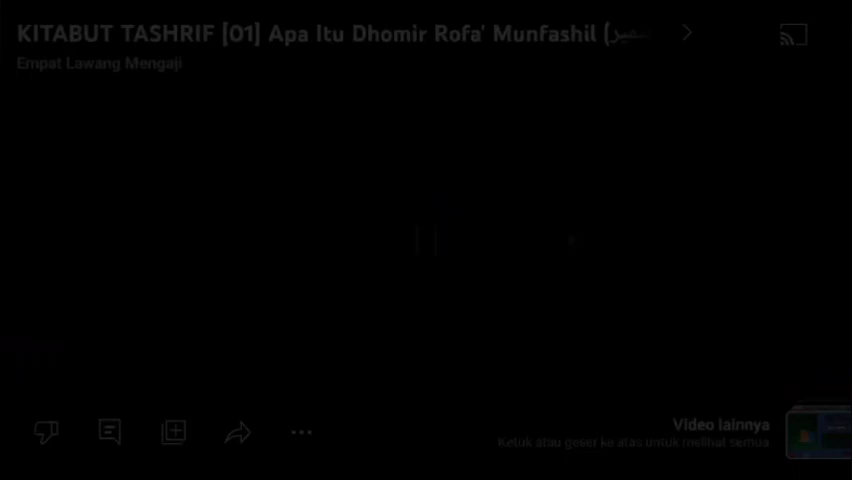 KITABUT TASHRIF [01] Apa Itu Dhomir Rofa' Munfashil (ضمير
Empat Lawang Mengaji
Video lainnya
Ketuk atau geser ke atas untuk melihat semua